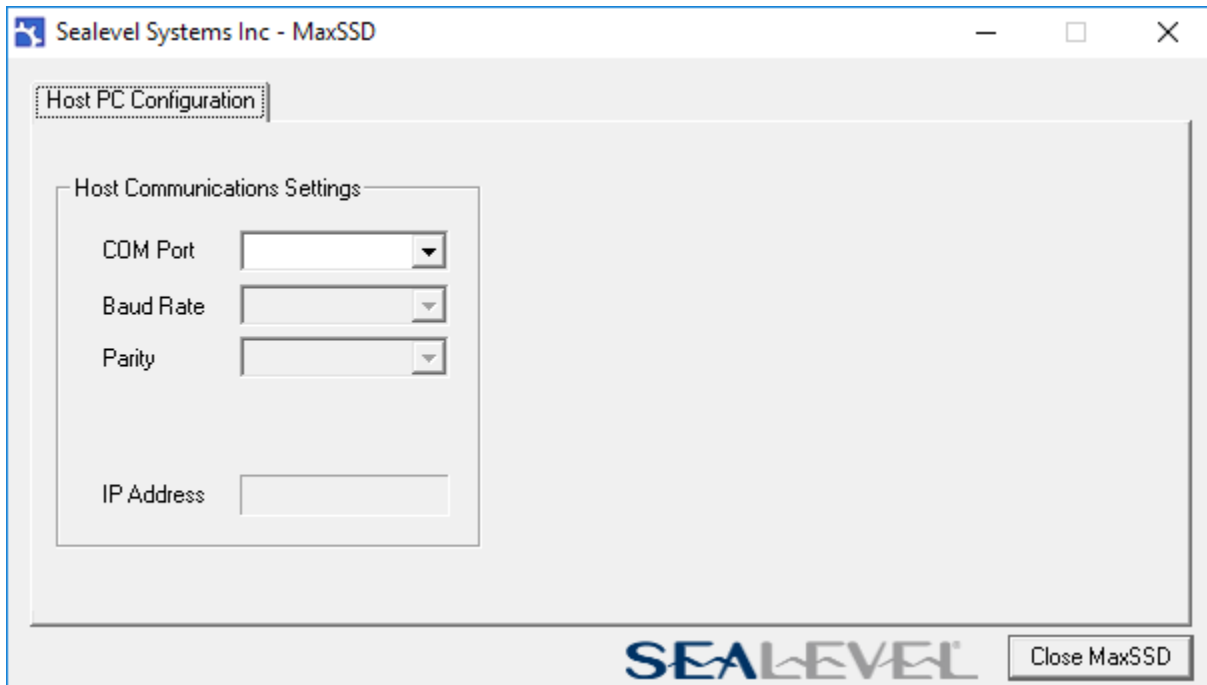 Sealevel Systems Inc - MaxSSD
Host PC Configuration
Host Communications Settings
COM Port
Baud Rate
Parity
IP Address
SEALEVEL®
Close MaxSSD